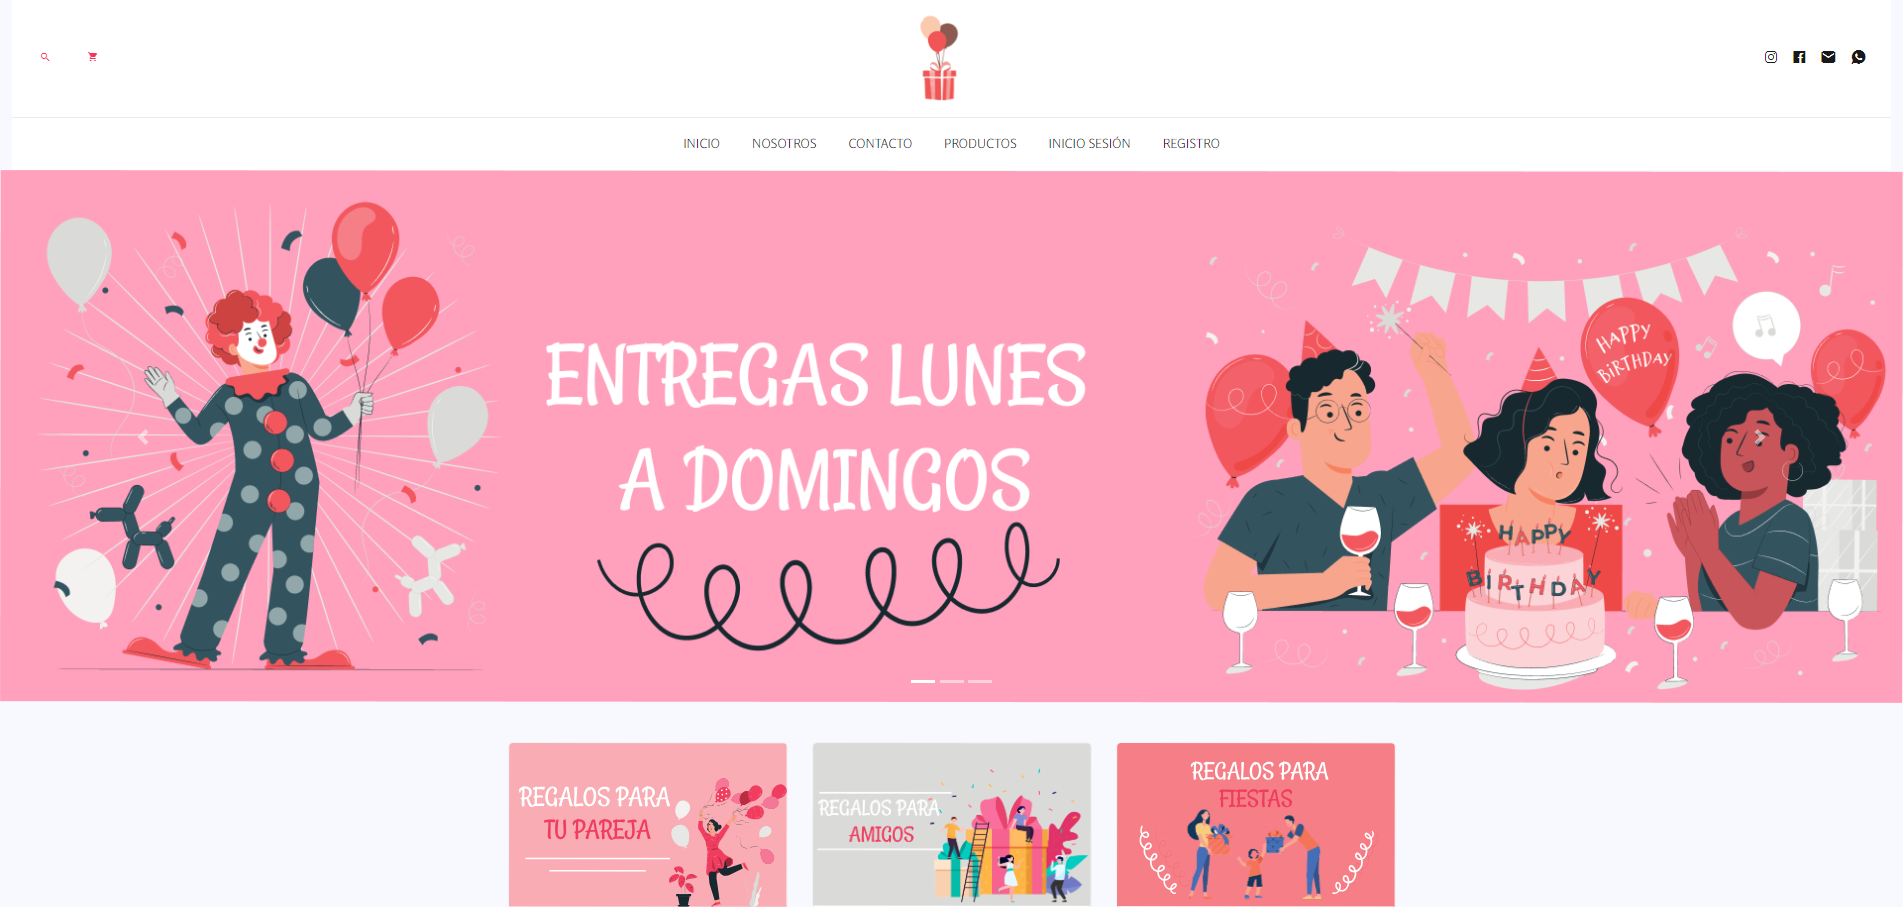 INICIO NOSOTROS CONTACTO PRODUCTOS INICIO SESIÓN REGISTRO
ENTREGAS LUNES
A DOMINGOS
HAPPY
BiRTHDAY
HAPPY
BIRTHDAY
REGALOS PARA
TU PAREJA
REGALOS PARA
AMIGOS
REGALOS PARA
FIESTAS